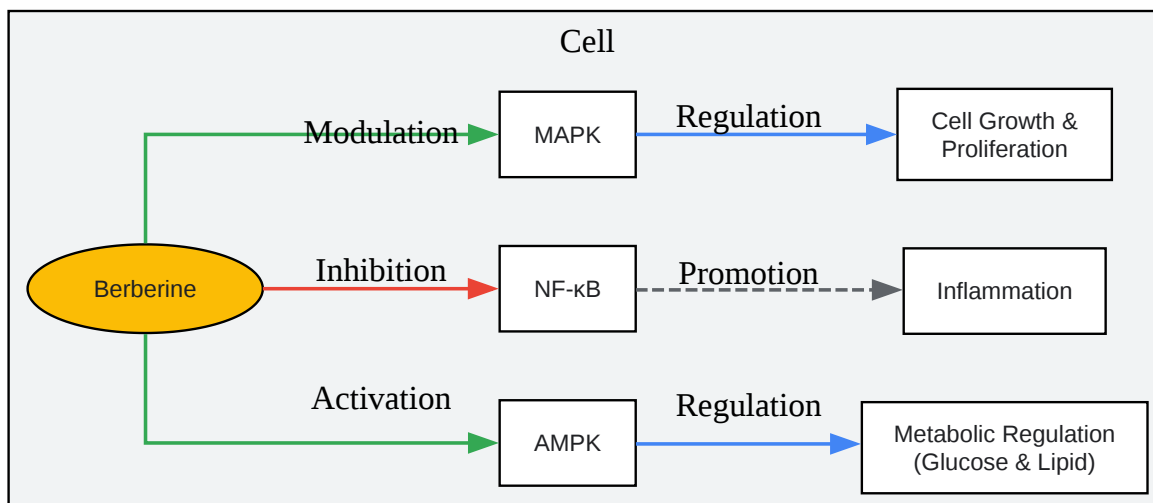 Cell
Modulation
MAPK
Regulation
Cell Growth &
Proliferation
Berberine
Inhibition
NF-κB
Promotion
Inflammation
Activation
AMPK
Regulation
Metabolic Regulation
(Glucose & Lipid)